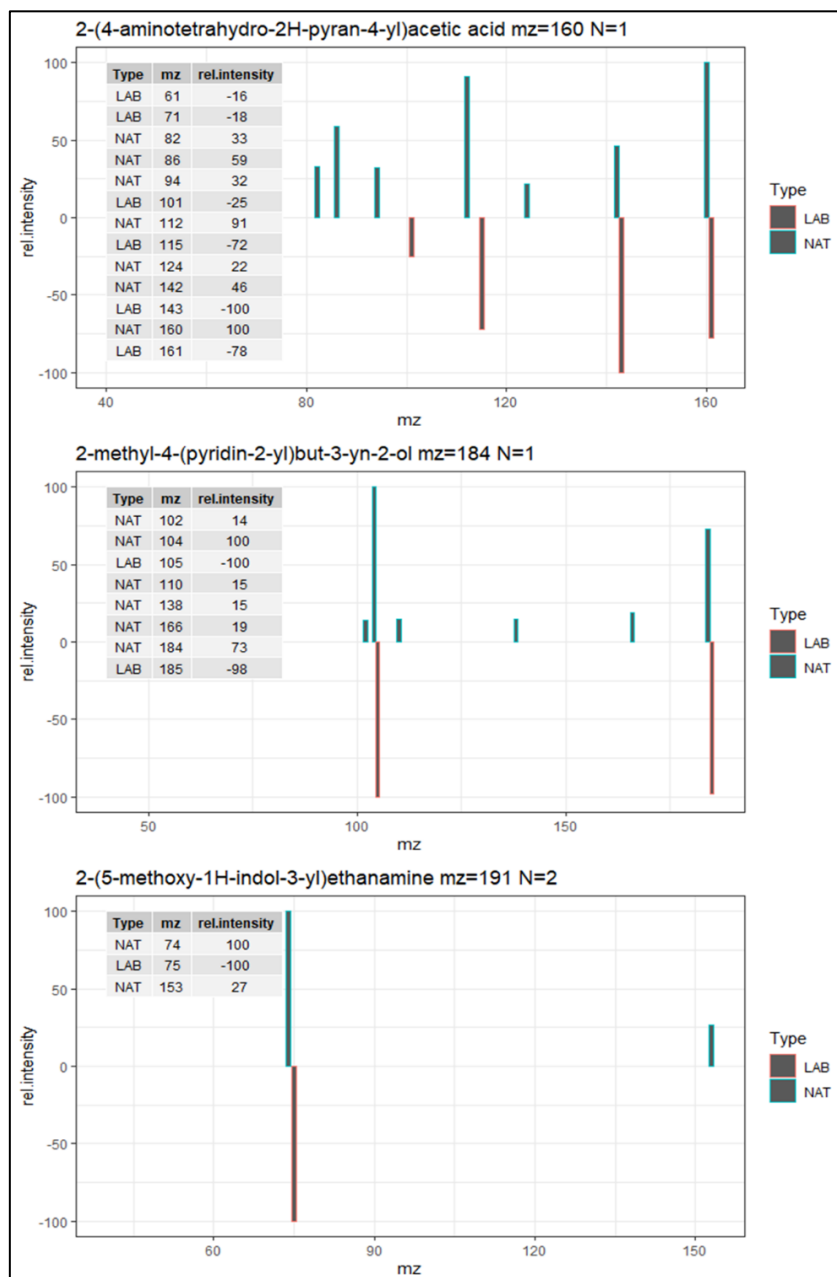 2-(4-aminotetrahydro-2H-pyran-4-yl)acetic acid mz=160 N=1
Type mz rel.intensity
LAB 61 -16
LAB 71 -18
NAT 82 33
NAT 86 59
NAT 94 32
LAB 101 -25
NAT 112 91
LAB 115 -72
NAT 124 22
NAT 142 46
LAB 143 -100
NAT 160 100
LAB 161 -78
100
50
0
-50
-100
rel.intensity
40 80 120 160
mz
Type
LAB
NAT
2-methyl-4-(pyridin-2-yl)but-3-yn-2-ol mz=184 N=1
Type mz rel.intensity
NAT 102 14
NAT 104 100
LAB 105 -100
NAT 110 15
NAT 138 15
NAT 166 19
NAT 184 73
LAB 185 -98
100
50
0
-50
-100
rel.intensity
50 100 150
mz
Type
LAB
NAT
2-(5-methoxy-1H-indol-3-yl)ethanamine mz=191 N=2
Type mz rel.intensity
NAT 74 100
LAB 75 -100
NAT 153 27
100
50
0
-50
-100
rel.intensity
60 90 120 150
mz
Type
LAB
NAT